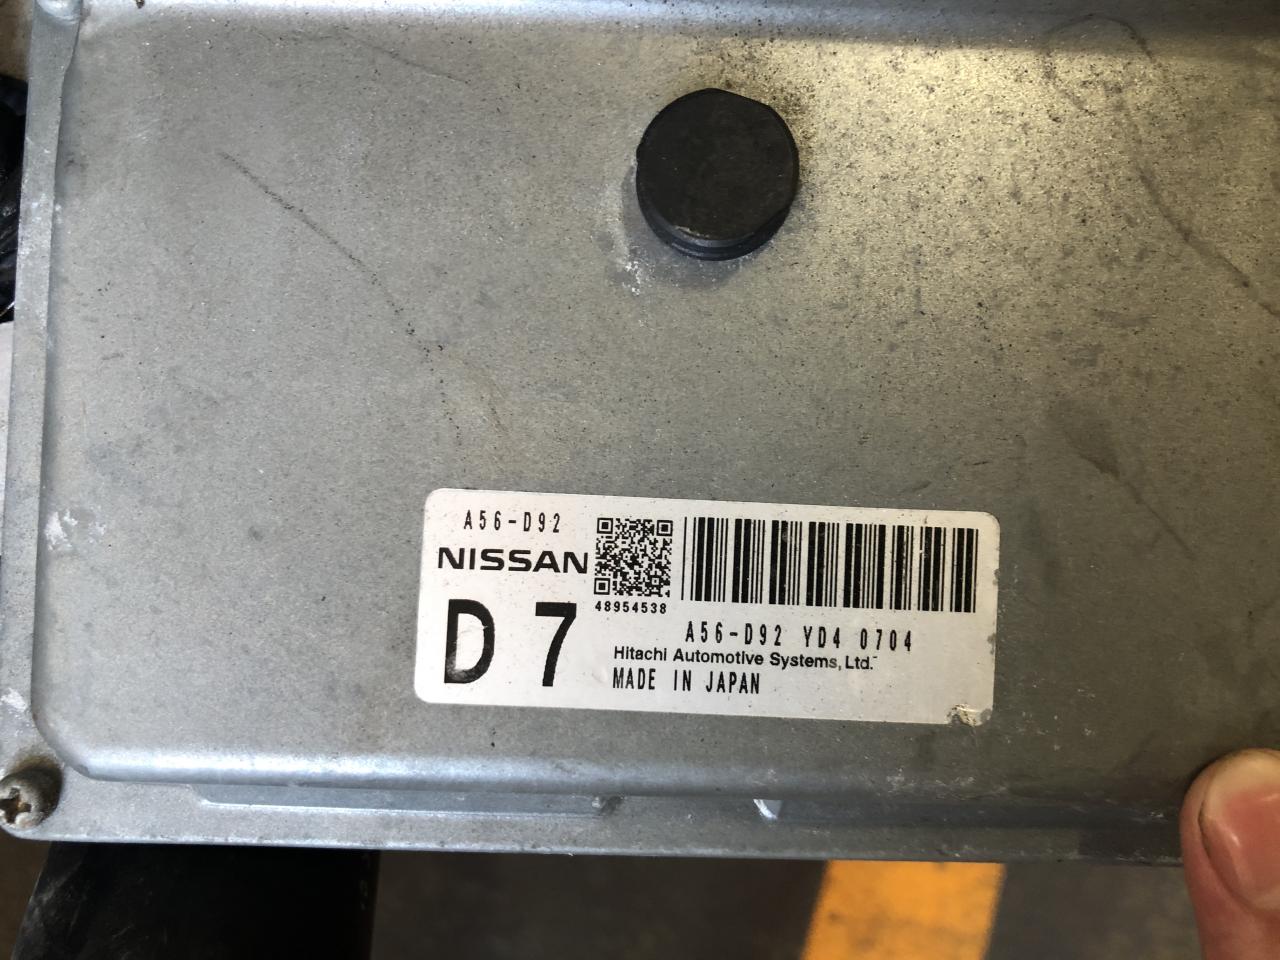 A56-D92
NISSAN
D 7
48954538
A56-D92 YD4 0704
Hitachi Automotive Systems, Ltd.
MADE IN JAPAN